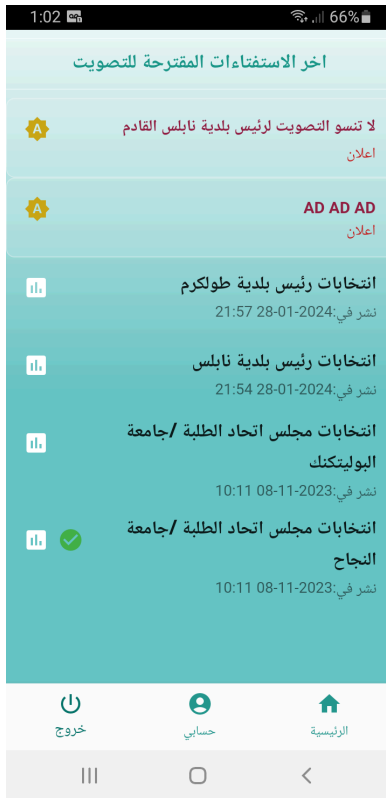 1:02 66%
اخر الاستفتاءات المقترحة للتصويت
لا تنسو التصويت لرئيس بلدية نابلس القادم
A
اعلان
AD AD AD
A
اعلان
انتخابات رئيس بلدية طولكرم
نشر في:2024-01-28 21:57
انتخابات رئيس بلدية نابلس
نشر في:2024-01-28 21:54
انتخابات مجلس اتحاد الطلبة /جامعة
البوليتكنك
نشر في:2023-11-08 10:11
انتخابات مجلس اتحاد الطلبة /جامعة
النجاح
نشر في:2023-11-08 10:11
الرئيسية
حسابي
خروج